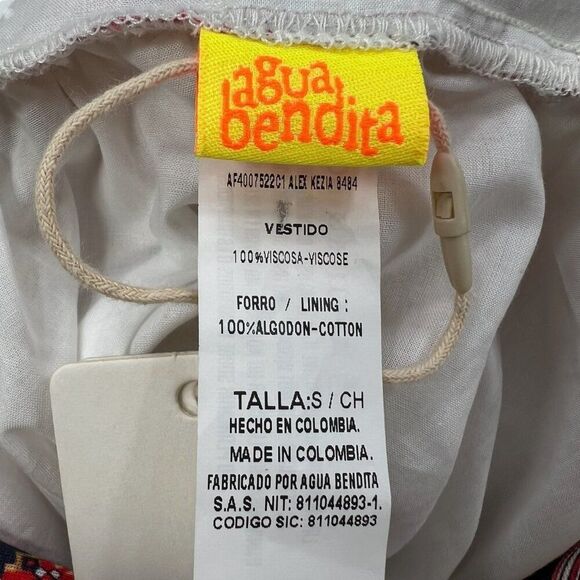 agua
bendita
AF4007522C1 ALEX KEZIA 8484
VESTIDO
100%VISCOSA-VISCOSE
FORRO / LINING :
100%ALGODON-COTTON
TALLA:S / CH
HECHO EN COLOMBIA.
MADE IN COLOMBIA.
FABRICADO POR AGUA BENDITA
S.A.S. NIT: 811044893-1.
CODIGO SIC: 811044893